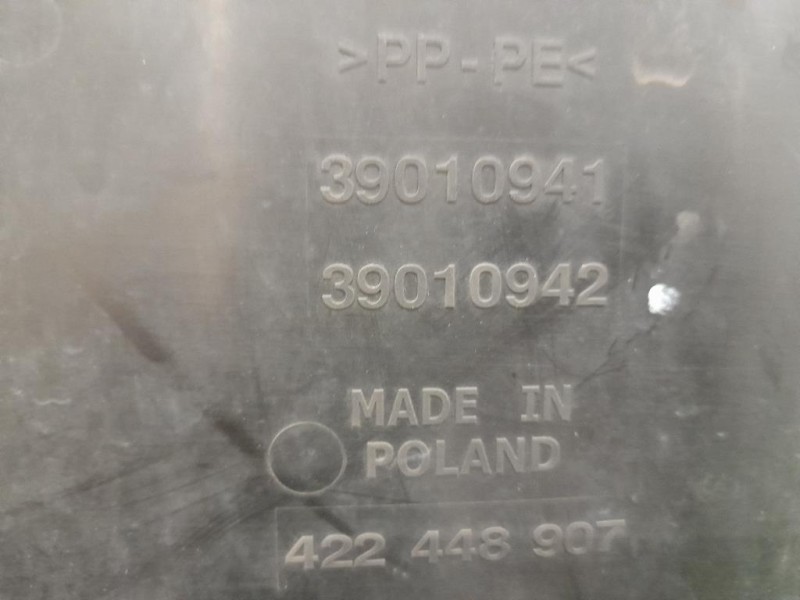 >PP-PE<
39010941
39010942
MADE IN
POLAND
422 448 907